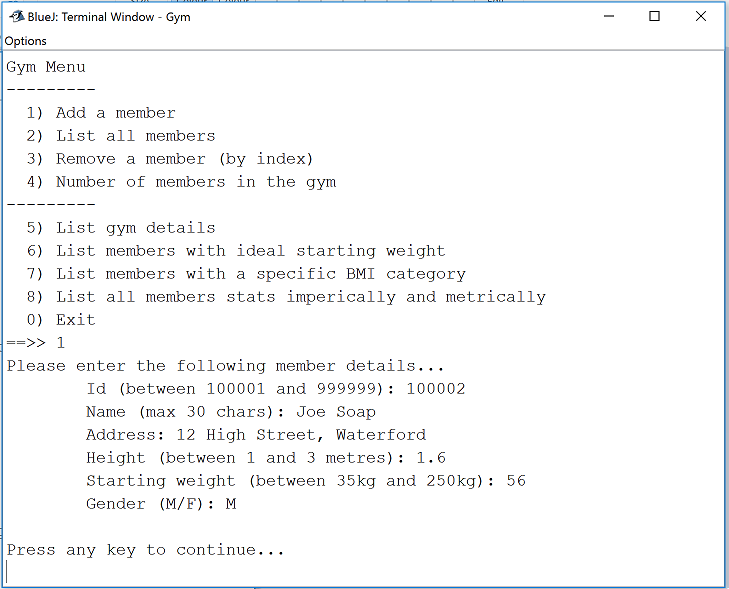 BlueJ: Terminal Window - Gym
Options
Gym Menu
---------
  1) Add a member
  2) List all members
  3) Remove a member (by index)
  4) Number of members in the gym
---------
  5) List gym details
  6) List members with ideal starting weight
  7) List members with a specific BMI category
  8) List all members stats imperically and metrically
  0) Exit
==>> 1
Please enter the following member details...
        Id (between 100001 and 999999): 100002
        Name (max 30 chars): Joe Soap
        Address: 12 High Street, Waterford
        Height (between 1 and 3 metres): 1.6
        Starting weight (between 35kg and 250kg): 56
        Gender (M/F): M
Press any key to continue...